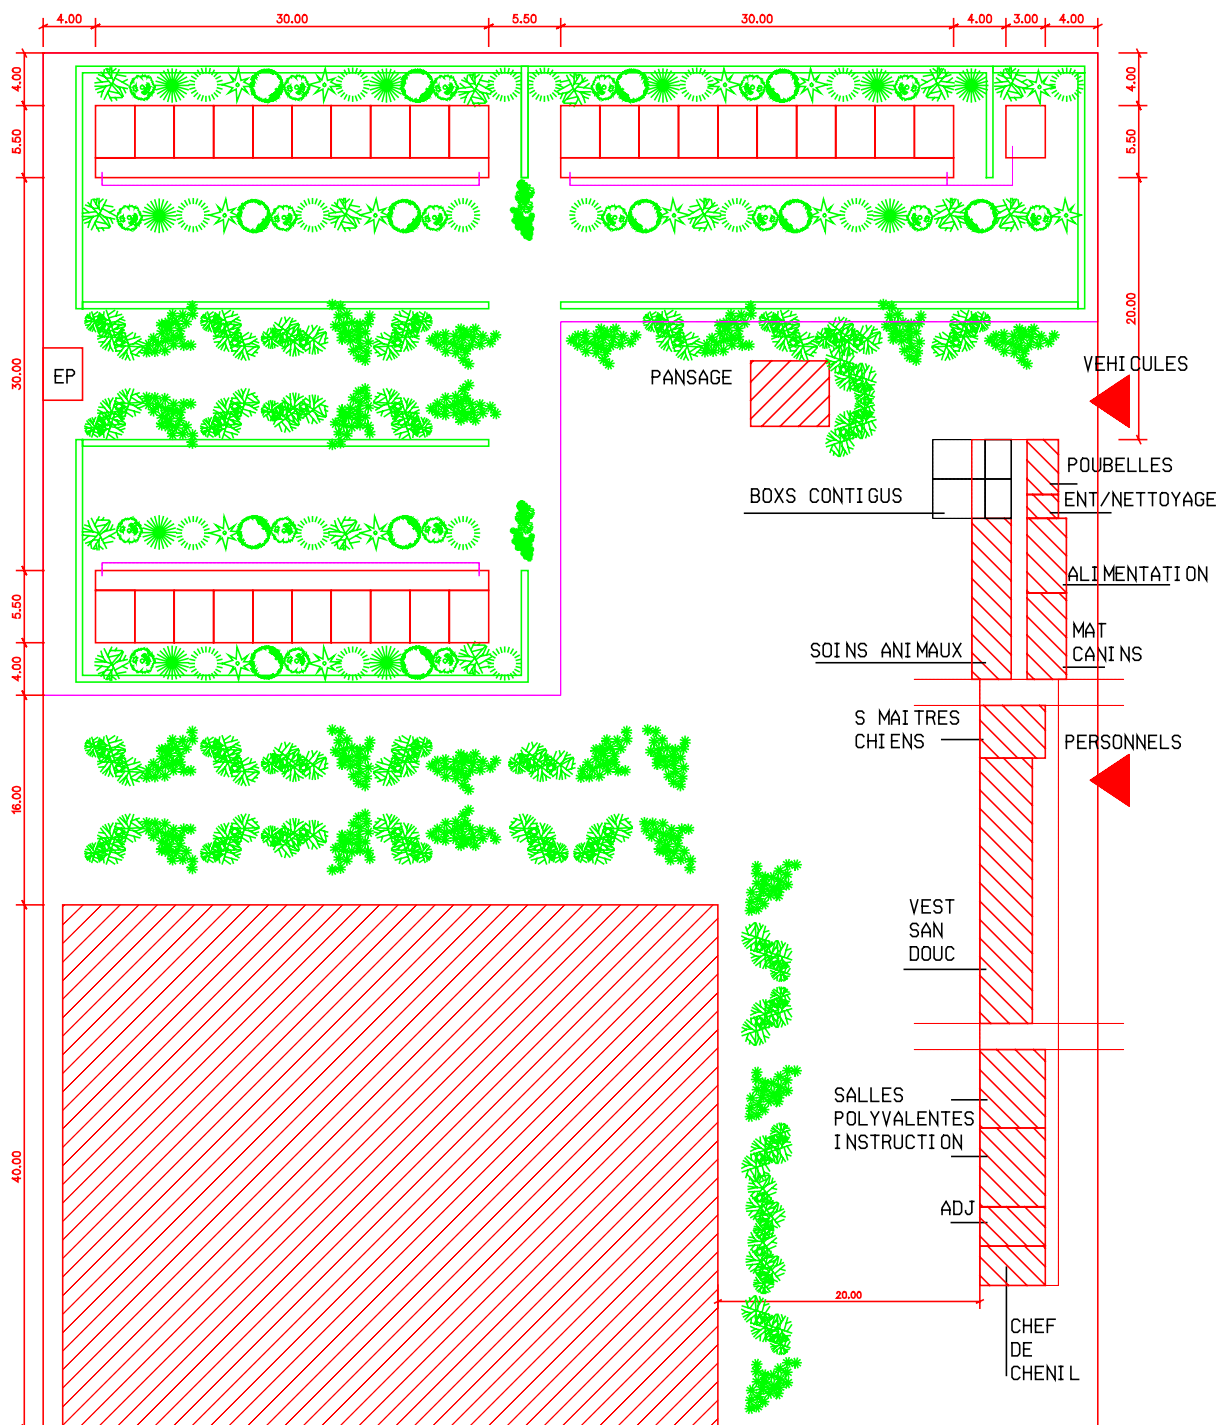 4.00 30.00 5.50 30.00 4.00 3.00 4.00
4.00
4.00
5.50
5.50
20.00
30.00
EP
PANSAGE
VEHICULES
POUBELLES
BOXS CONTIGUS
ENT/NETTOYAGE
ALIMENTATION
5.50
MAT
CANINS
SOINS ANIMAUX
4.00
S MAITRES
CHIENS
PERSONNELS
16.00
VEST
SAN
DOUC
SALLES
POLYVALENTES
INSTRUCTION
40.00
ADJ
20.00
CHEF
DE
CHENIL